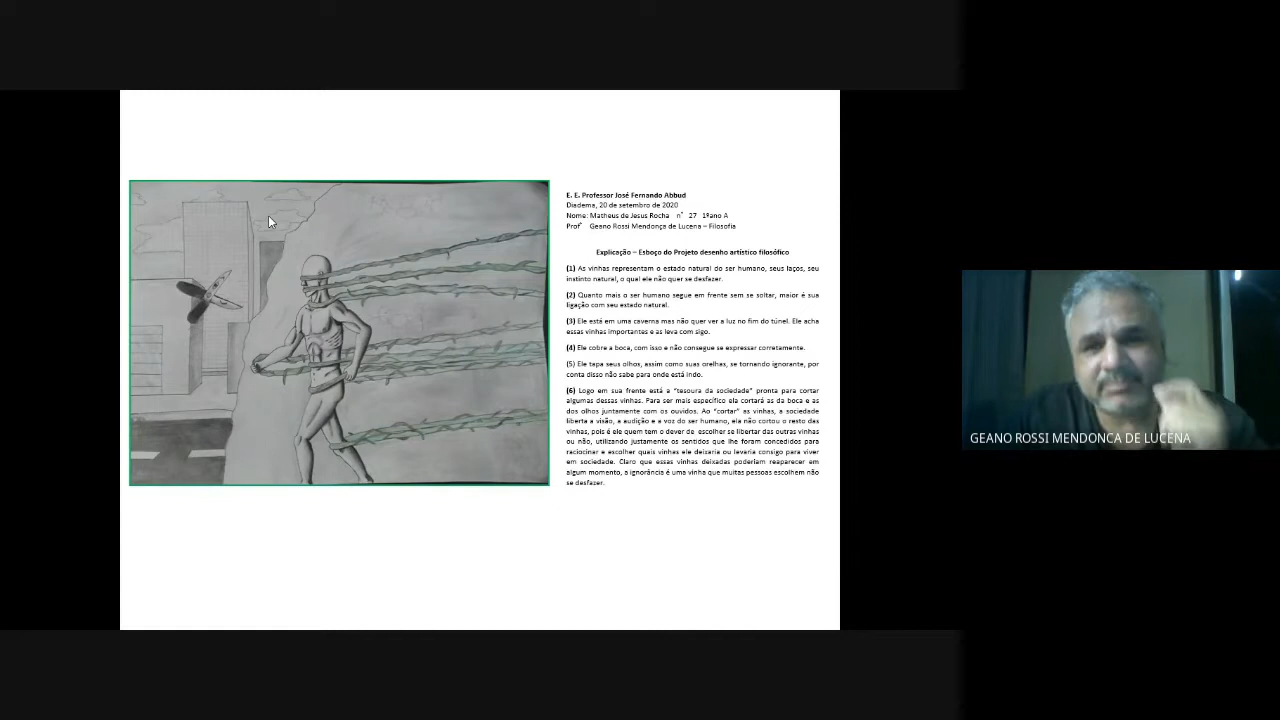 E. E. Professor José Fernando Abbud
Diadema, 20 de setembro de 2020
Nome: Matheus de Jesus Rocha n° 27 1ºano A
Prof° Geano Rossi Mendonça de Lucena – Filosofia
Explicação – Esboço do Projeto desenho artístico filosófico
(1) As vinhas representam o estado natural do ser humano, seus laços, seu
instinto natural, o qual ele não quer se desfazer.
(2) Quanto mais o ser humano segue em frente sem se soltar, maior é sua
ligação com seu estado natural.
(3) Ele está em uma caverna mas não quer ver a luz no fim do túnel. Ele acha
essas vinhas importantes e as leva com sigo.
(4) Ele cobre a boca, com isso e não consegue se expressar corretamente.
(5) Ele tapa seus olhos, assim como suas orelhas, se tornando ignorante, por
conta disso não sabe para onde está indo.
(6) Logo em sua frente está a "tesoura da sociedade" pronta para cortar
algumas dessas vinhas. Para ser mais específico ela cortará as da boca e as
dos olhos juntamente com os ouvidos. Ao "cortar" as vinhas, a sociedade
liberta a visão, a audição e a voz do ser humano, ela não cortou o resto das
vinhas, pois é ele quem tem o dever de escolher se libertar das outras vinhas
ou não, utilizando justamente os sentidos que lhe foram concedidos para
raciocinar e escolher quais vinhas ele deixaria ou levaria consigo para viver
em sociedade. Claro que essas vinhas deixadas poderiam reaparecer em
algum momento, a ignorância é uma vinha que muitas pessoas escolhem não
se desfazer.
GEANO ROSSI MENDONCA DE LUCENA